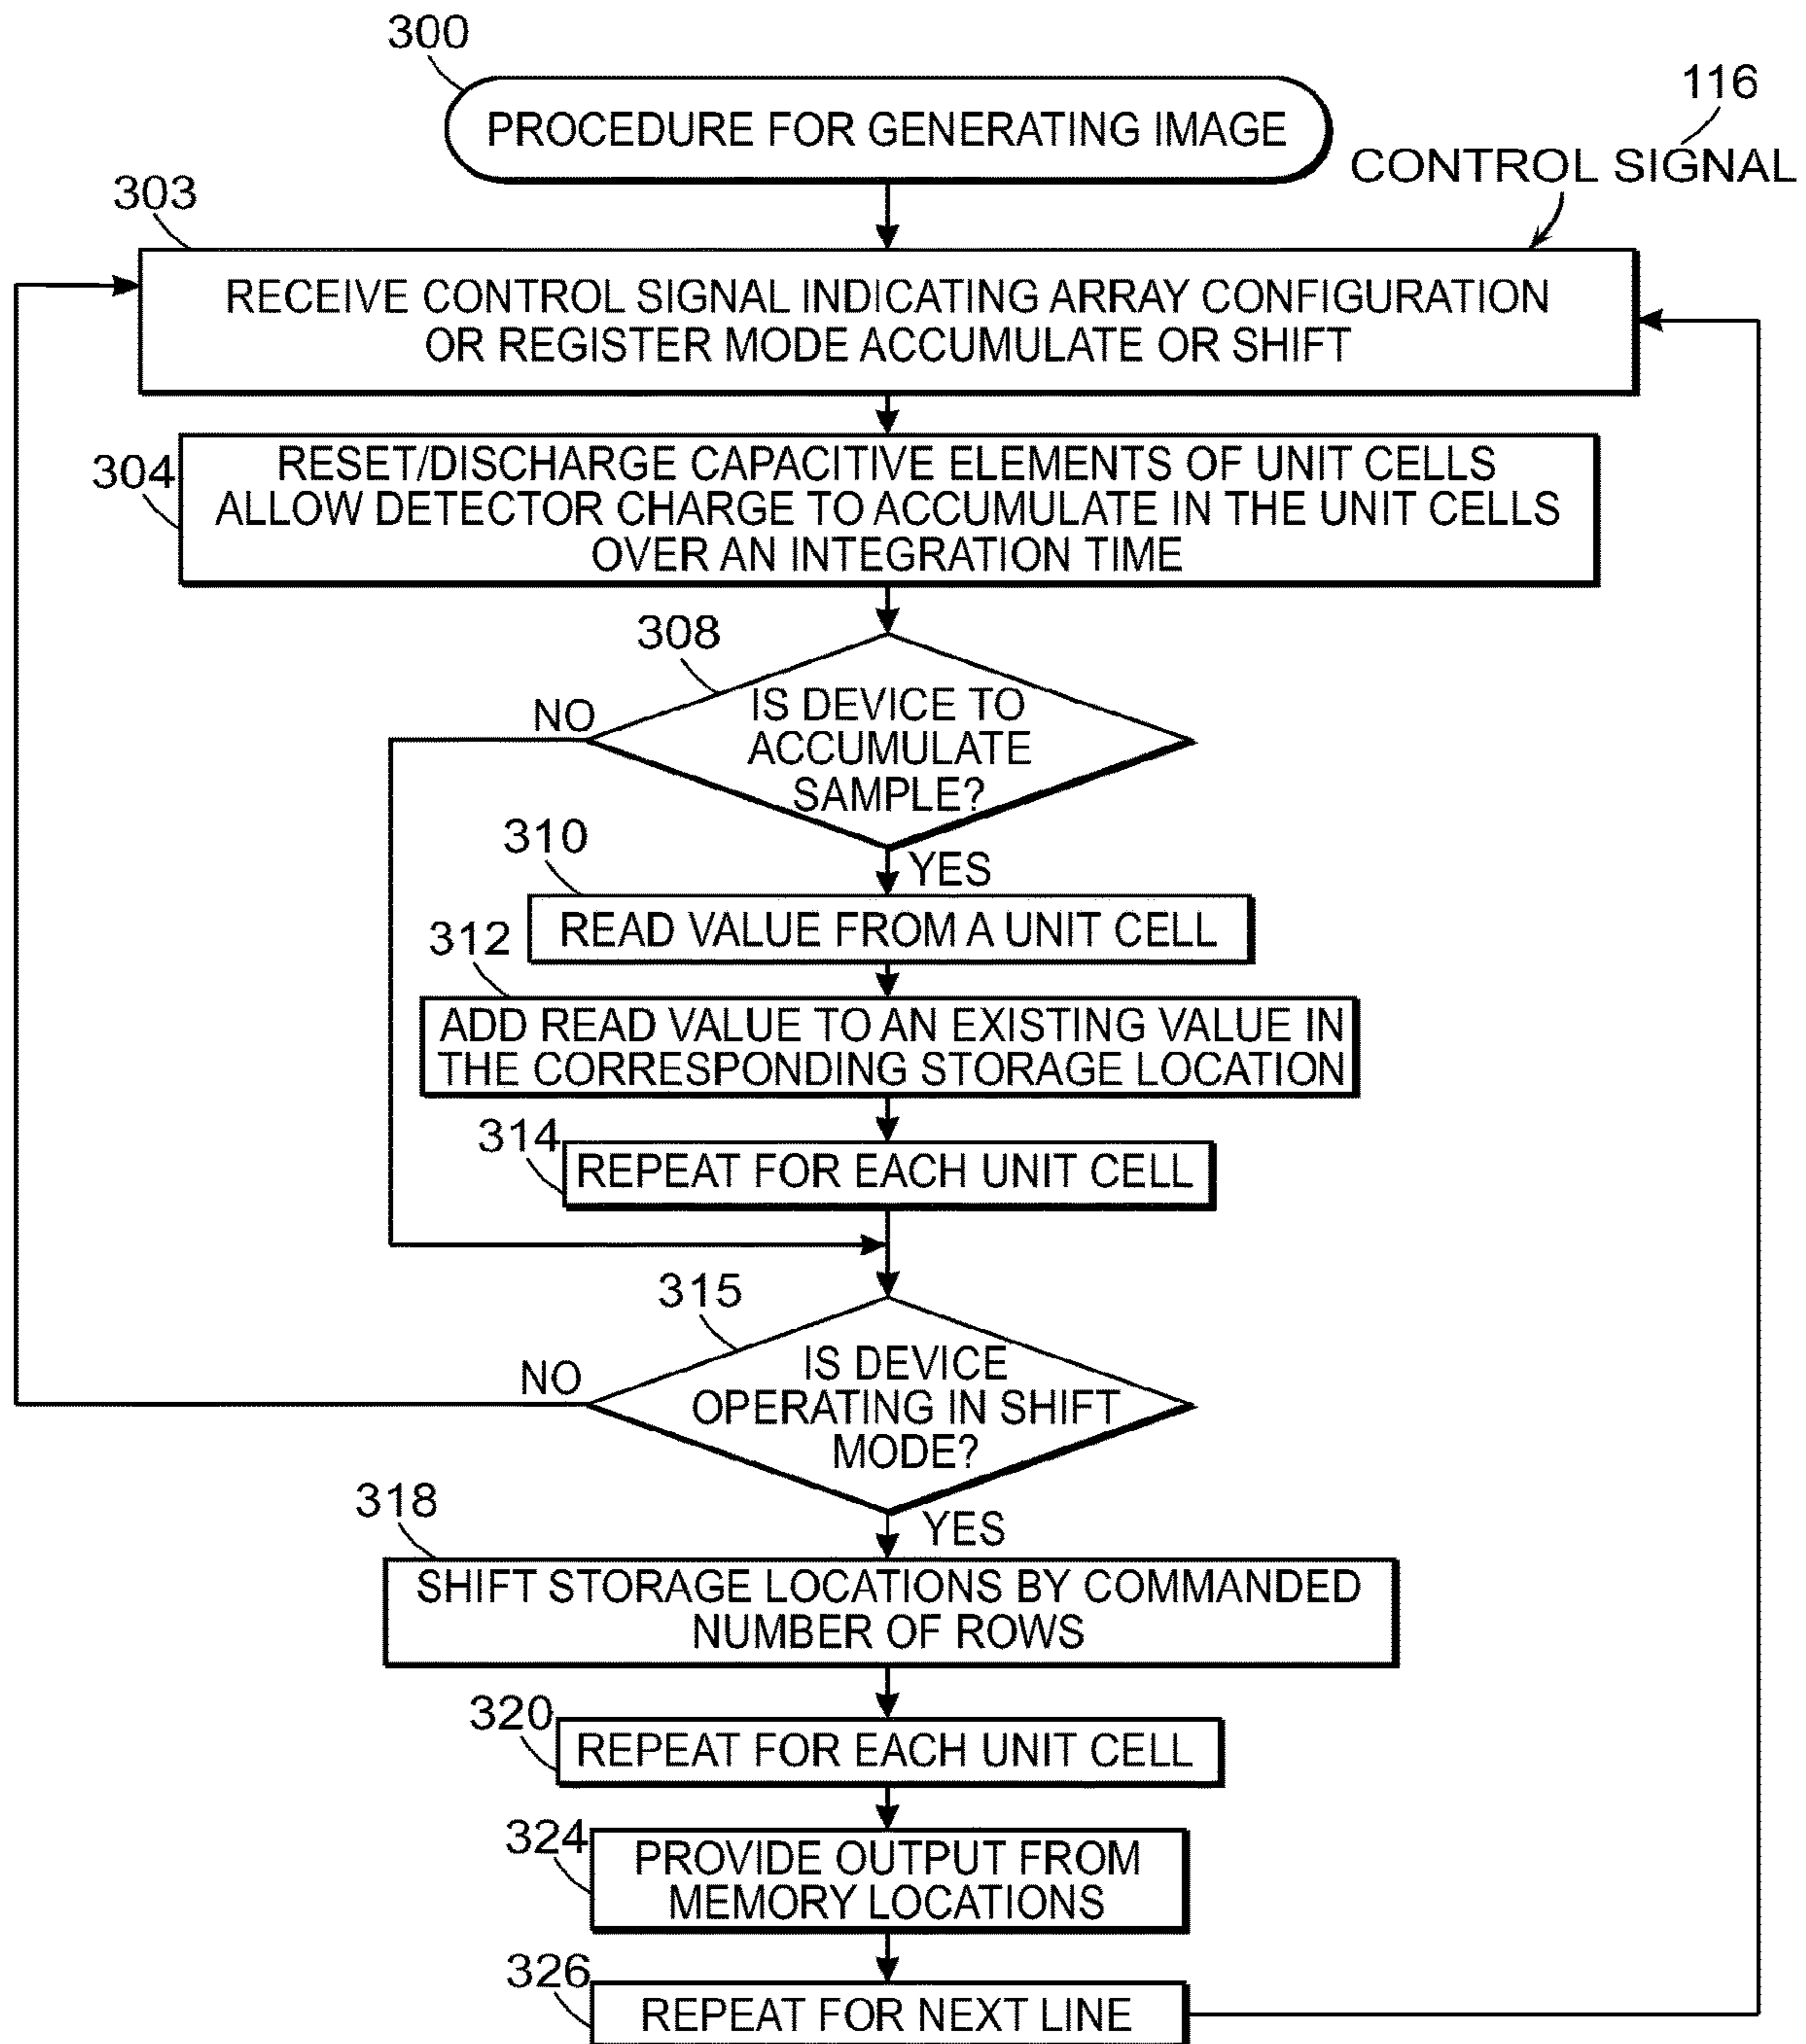 300
PROCEDURE FOR GENERATING IMAGE
116
CONTROL SIGNAL
303
RECEIVE CONTROL SIGNAL INDICATING ARRAY CONFIGURATION
OR REGISTER MODE ACCUMULATE OR SHIFT
304
RESET/DISCHARGE CAPACITIVE ELEMENTS OF UNIT CELLS
ALLOW DETECTOR CHARGE TO ACCUMULATE IN THE UNIT CELLS
OVER AN INTEGRATION TIME
308
NO
IS DEVICE TO
ACCUMULATE
SAMPLE?
YES
310
READ VALUE FROM A UNIT CELL
312
ADD READ VALUE TO AN EXISTING VALUE IN
THE CORRESPONDING STORAGE LOCATION
314
REPEAT FOR EACH UNIT CELL
315
NO
IS DEVICE
OPERATING IN SHIFT
MODE?
YES
318
SHIFT STORAGE LOCATIONS BY COMMANDED
NUMBER OF ROWS
320
REPEAT FOR EACH UNIT CELL
324
PROVIDE OUTPUT FROM
MEMORY LOCATIONS
326
REPEAT FOR NEXT LINE